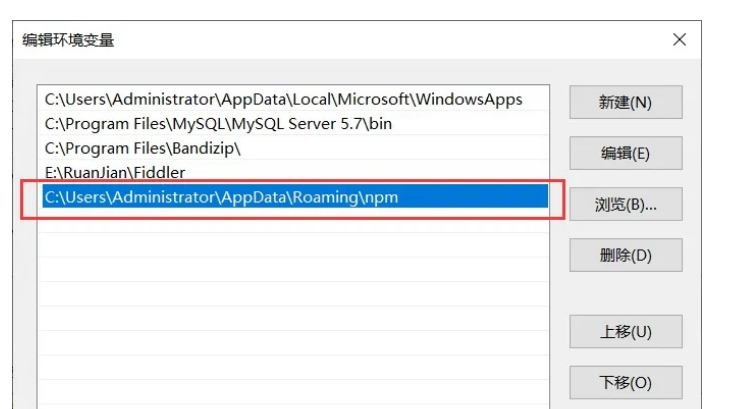 编辑环境变量
C:\Users\Administrator\AppData\Local\Microsoft\WindowsApps
C:\Program Files\MySQL\MySQL Server 5.7\bin
C:\Program Files\Bandizip\
E:\RuanJian\Fiddler
C:\Users\Administrator\AppData\Roaming\npm
新建(N)
编辑(E)
浏览(B)...
删除(D)
上移(U)
下移(O)